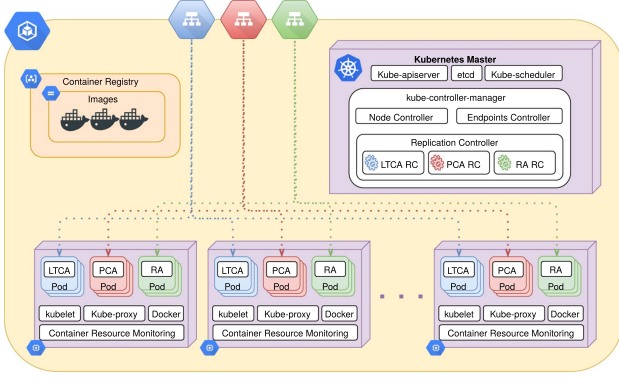 Container Registry
Images
Kubernetes Master
Kube-apiserver
etcd
Kube-scheduler
kube-controller-manager
Node Controller
Endpoints Controller
Replication Controller
LTCA RC
PCA RC
RA RC
LTCA
Pod
PCA
Pod
RA
Pod
kubelet
Kube-proxy
Docker
Container Resource Monitoring
LTCA
Pod
PCA
Pod
RA
Pod
kubelet
Kube-proxy
Docker
Container Resource Monitoring
LTCA
Pod
PCA
Pod
RA
Pod
kubelet
Kube-proxy
Docker
Container Resource Monitoring